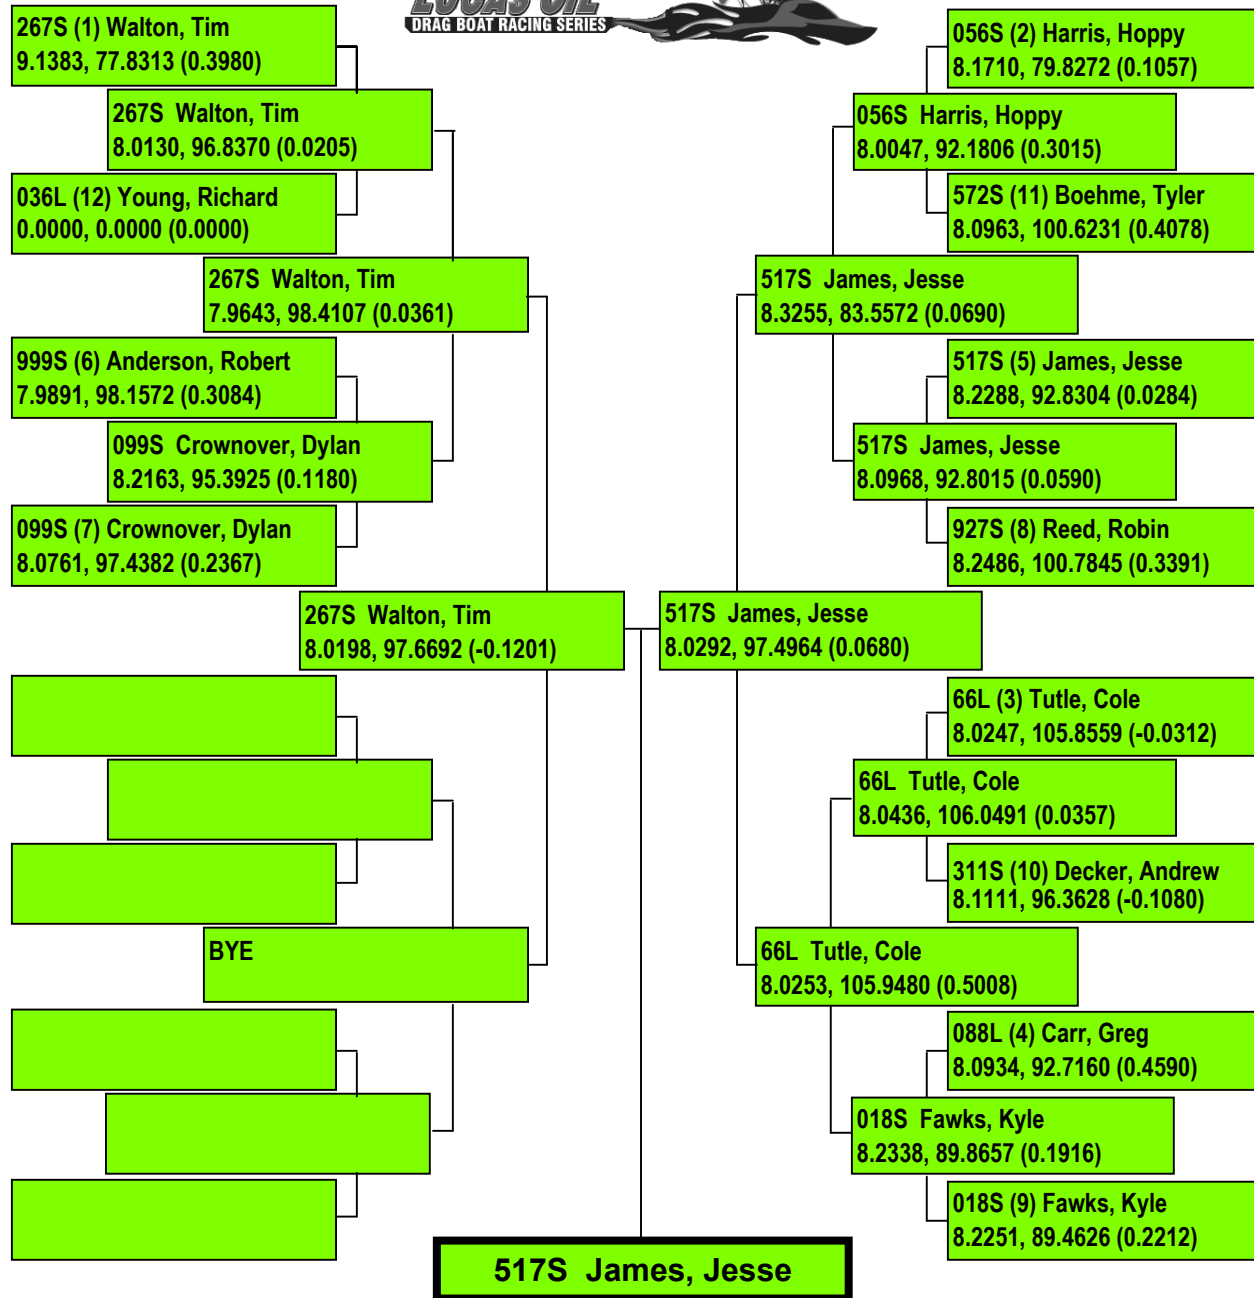 LUCAS OIL
DRAG BOAT RACING SERIES
267S (1) Walton, Tim
9.1383, 77.8313 (0.3980)
267S Walton, Tim
8.0130, 96.8370 (0.0205)
036L (12) Young, Richard
0.0000, 0.0000 (0.0000)
267S Walton, Tim
7.9643, 98.4107 (0.0361)
999S (6) Anderson, Robert
7.9891, 98.1572 (0.3084)
099S Crownover, Dylan
8.2163, 95.3925 (0.1180)
099S (7) Crownover, Dylan
8.0761, 97.4382 (0.2367)
267S Walton, Tim
8.0198, 97.6692 (-0.1201)
BYE
056S (2) Harris, Hoppy
8.1710, 79.8272 (0.1057)
056S Harris, Hoppy
8.0047, 92.1806 (0.3015)
572S (11) Boehme, Tyler
8.0963, 100.6231 (0.4078)
517S James, Jesse
8.3255, 83.5572 (0.0690)
517S (5) James, Jesse
8.2288, 92.8304 (0.0284)
517S James, Jesse
8.0968, 92.8015 (0.0590)
927S (8) Reed, Robin
8.2486, 100.7845 (0.3391)
517S James, Jesse
8.0292, 97.4964 (0.0680)
66L (3) Tutle, Cole
8.0247, 105.8559 (-0.0312)
66L Tutle, Cole
8.0436, 106.0491 (0.0357)
311S (10) Decker, Andrew
8.1111, 96.3628 (-0.1080)
66L Tutle, Cole
8.0253, 105.9480 (0.5008)
088L (4) Carr, Greg
8.0934, 92.7160 (0.4590)
018S Fawks, Kyle
8.2338, 89.8657 (0.1916)
018S (9) Fawks, Kyle
8.2251, 89.4626 (0.2212)
517S James, Jesse